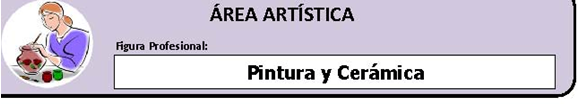 ÁREA ARTÍSTICA
Figura Profesional:
Pintura y Cerámica